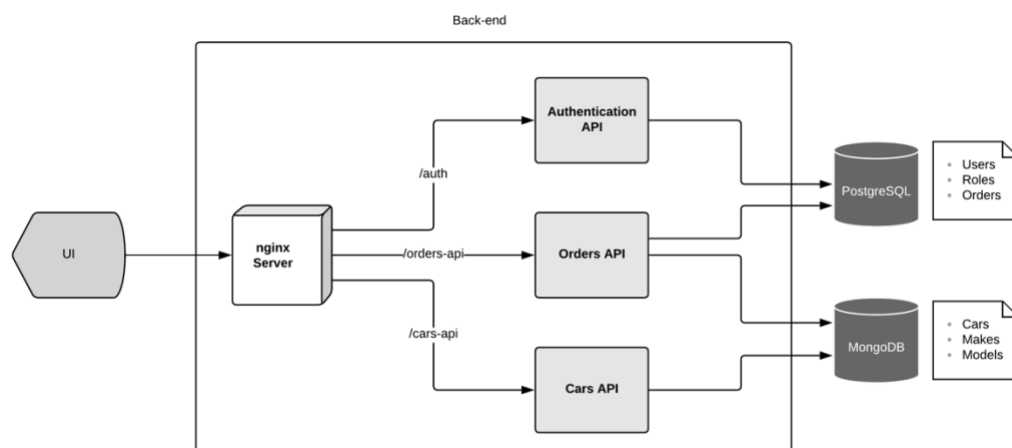 Back-end
Authentication
API
/auth
PostgreSQL
◦ Users
◦ Roles
◦ Orders
UI
nginx
Server
/orders-api
Orders API
/cars-api
MongoDB
◦ Cars
◦ Makes
◦ Models
Cars API